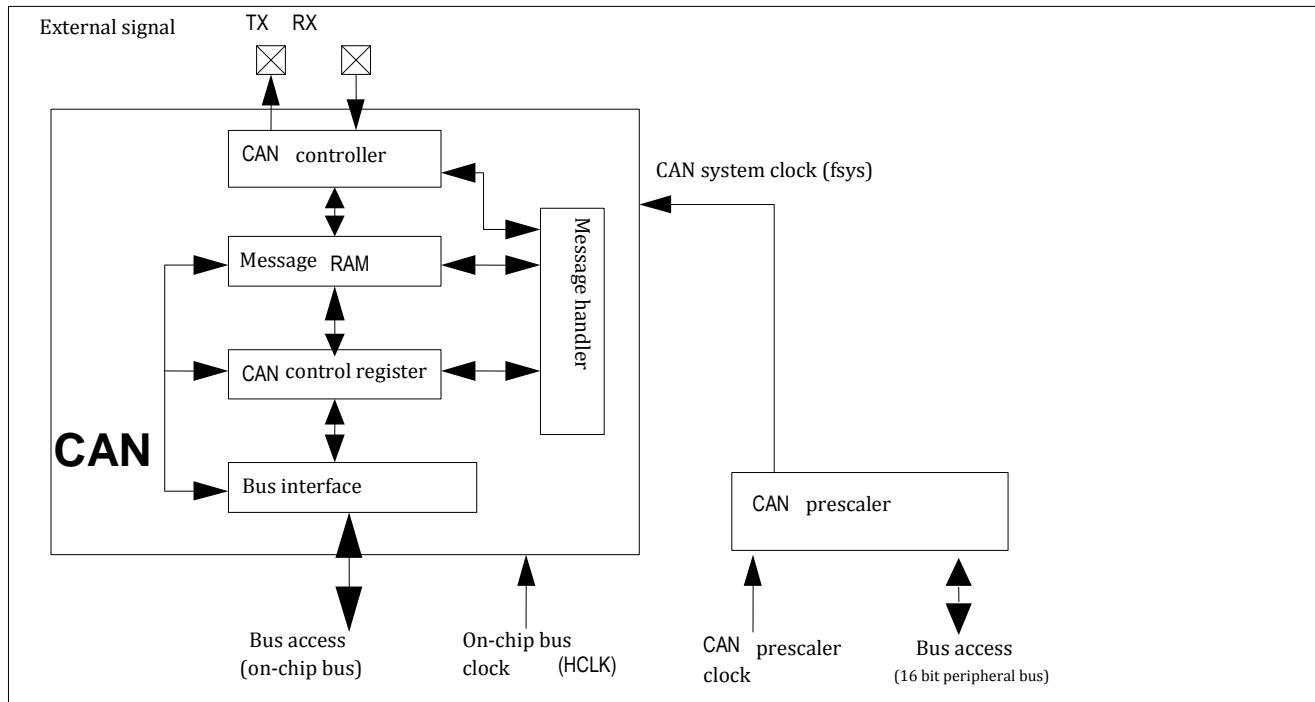 External signal TX RX
CAN controller
CAN system clock (fsys)
Message handler
Message RAM
CAN control register
CAN
Bus interface
CAN prescaler
Bus access
(on-chip bus)
On-chip bus
clock (HCLK)
CAN prescaler
clock
Bus access
(16 bit peripheral bus)